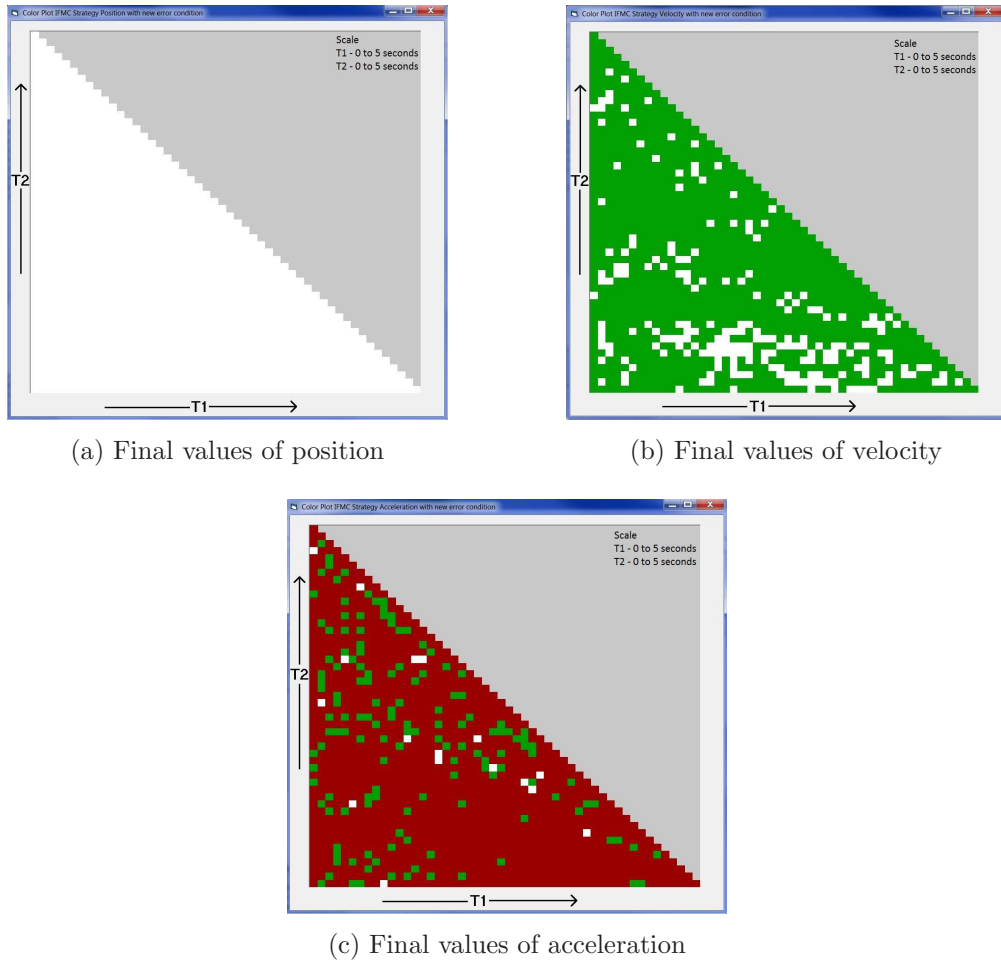 Color Plot IFMC Strategy Position with new error condition
Scale
T1 - 0 to 5 seconds
T2 - 0 to 5 seconds
T2
T1
(a) Final values of position
Color Plot IFMC Strategy Velocity with new error condition
Scale
T1 - 0 to 5 seconds
T2 - 0 to 5 seconds
T2
T1
(b) Final values of velocity
Color Plot IFMC Strategy Acceleration with new error condition
Scale
T1 - 0 to 5 seconds
T2 - 0 to 5 seconds
T2
T1
(c) Final values of acceleration